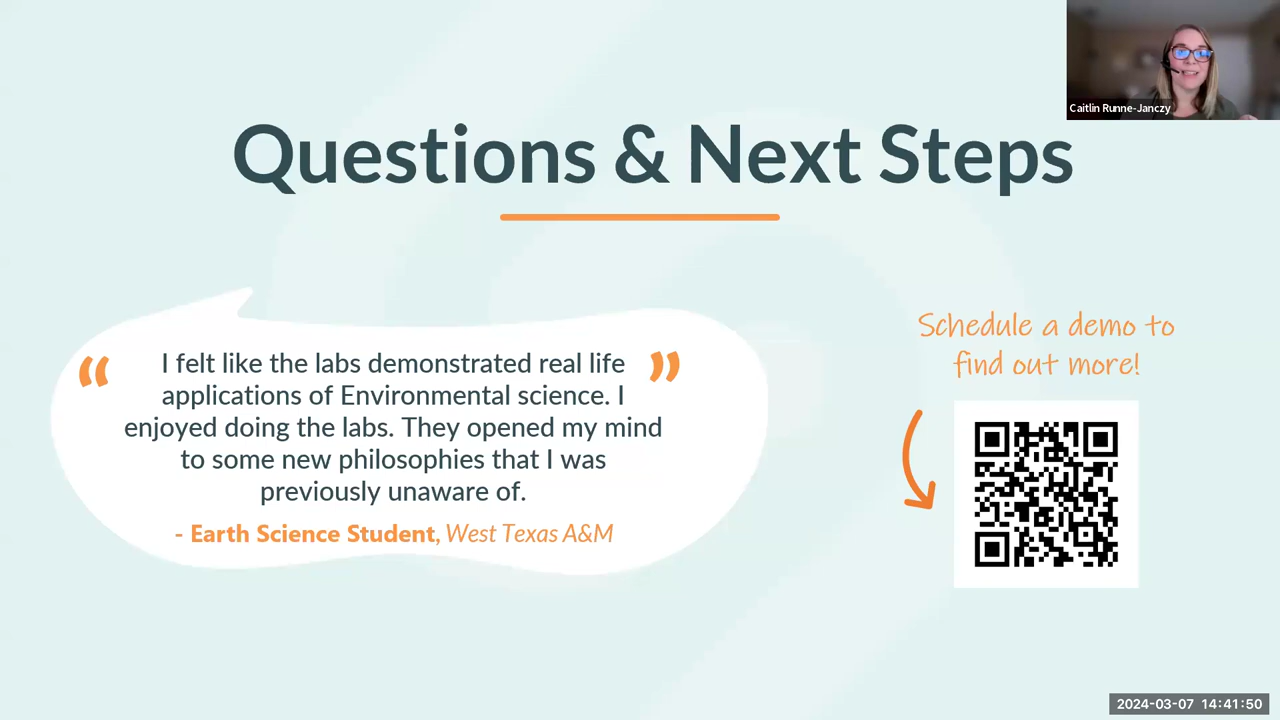 Caitlin Runne-Janczy
Questions & Next Steps
“ I felt like the labs demonstrated real life ”
applications of Environmental science. I
enjoyed doing the labs. They opened my mind
to some new philosophies that I was
previously unaware of.
- Earth Science Student, West Texas A&M
Schedule a demo to
find out more!
2024-03-07 14:41:50